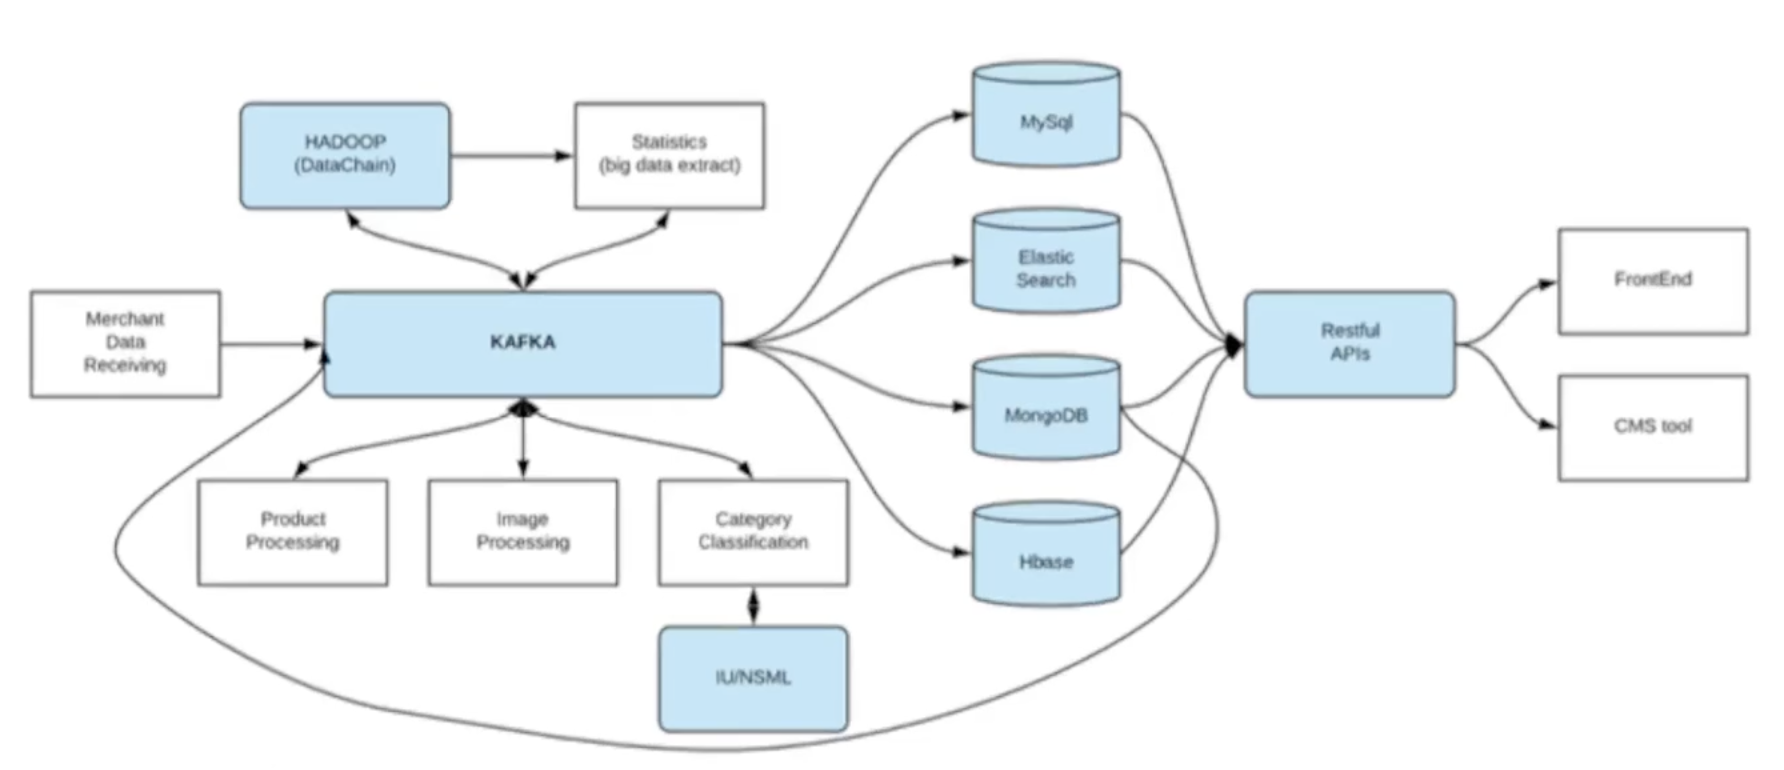 HADOOP
(DataChain)
Statistics
(big data extract)
MySql
Elastic
Search
Merchant
Data
Receiving
KAFKA
MongoDB
Restful
APIs
FrontEnd
CMS tool
Product
Processing
Image
Processing
Category
Classification
Hbase
IU/NSML